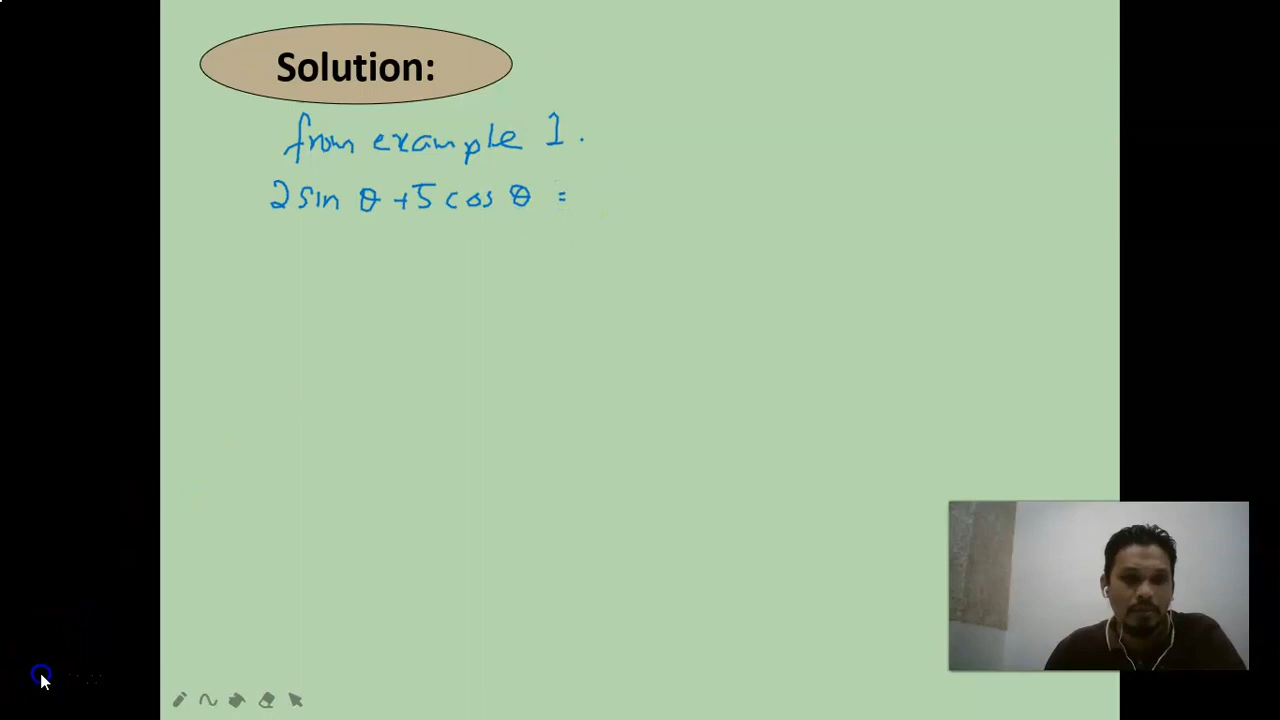 Solution:
from example 1.
2 sin θ + 5 cos θ =